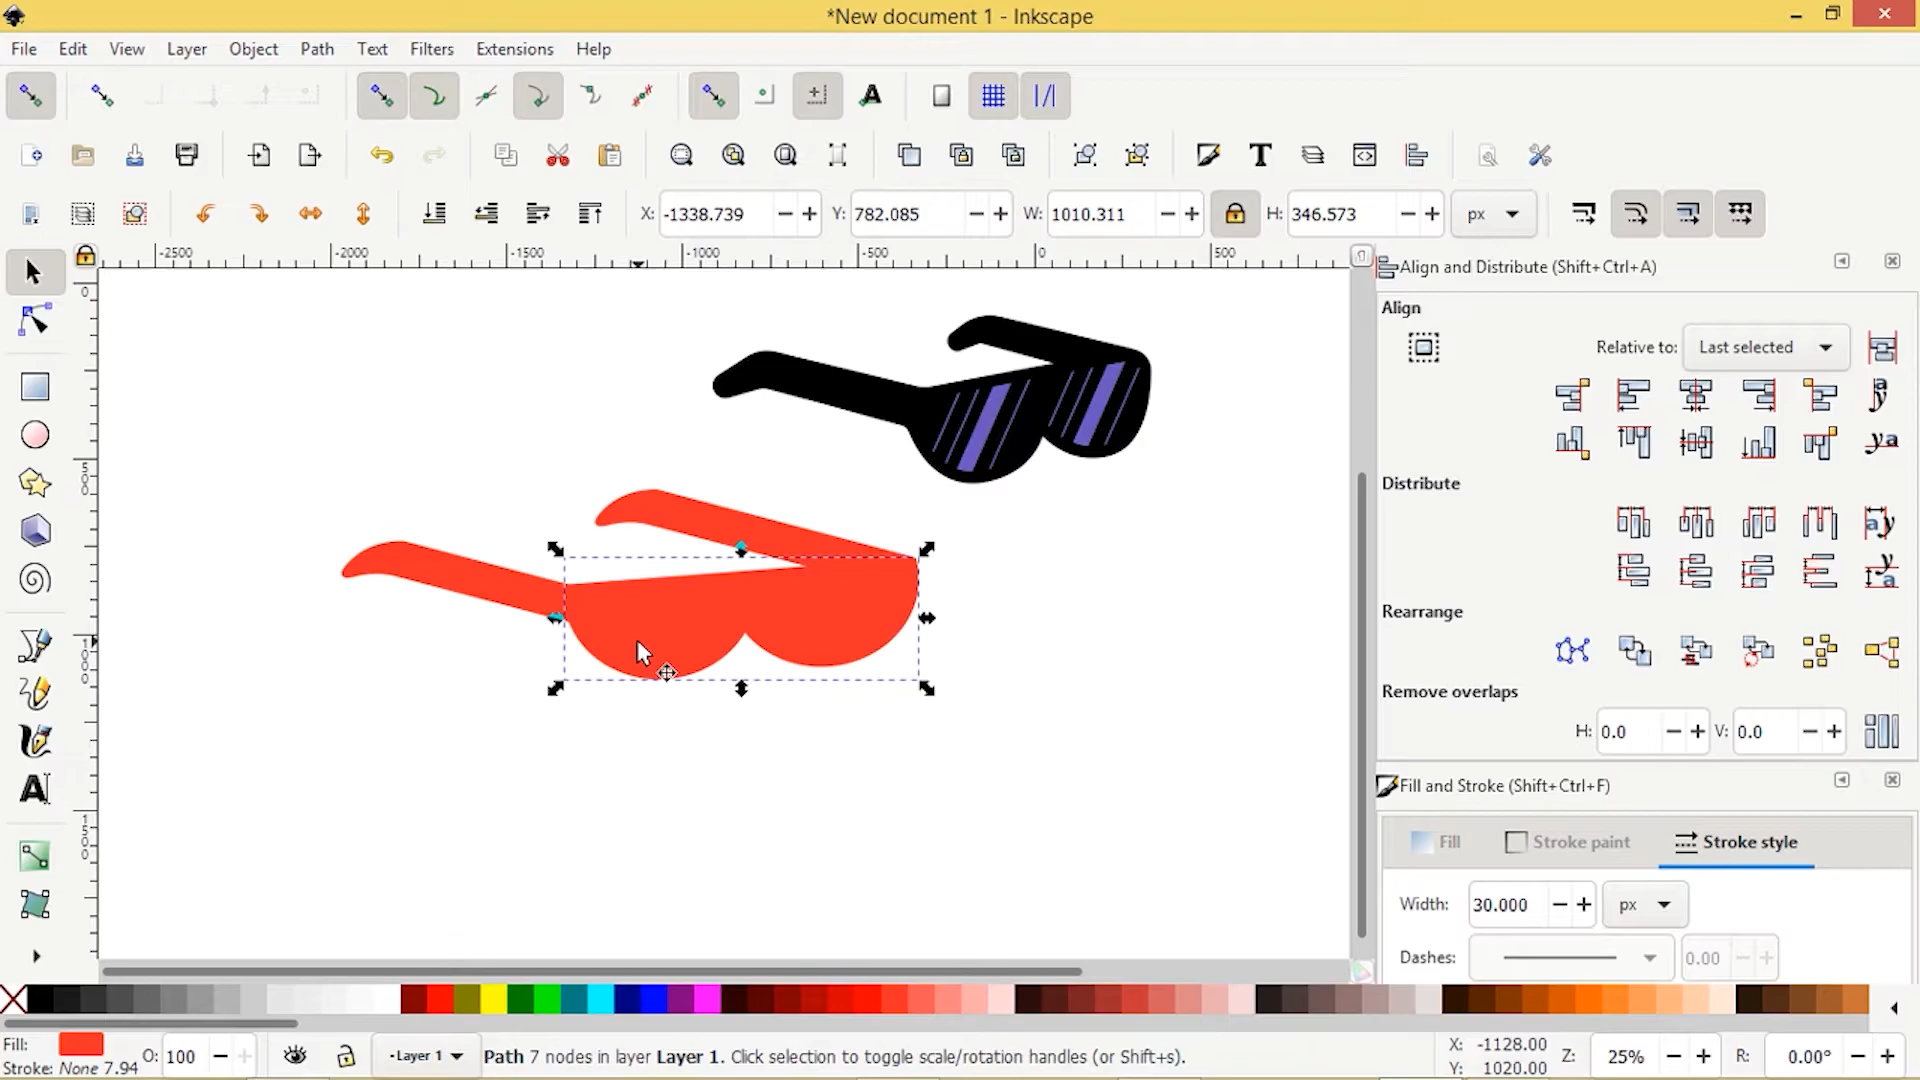 *New document 1 - Inkscape
File Edit View Layer Object Path Text Filters Extensions Help
X: -1338.739 Y: 782.085 W: 1010.311 H: 346.573 px
-2500 -2000 -1500 -1000 -500 0 500
0
500
1000
1500
Align and Distribute (Shift+Ctrl+A)
Align
Relative to: Last selected
Distribute
Rearrange
Remove overlaps
H: 0.0 V: 0.0
Fill and Stroke (Shift+Ctrl+F)
Fill Stroke paint Stroke style
Width: 30.000 px
Dashes: 0.00
Fill:
Stroke: None 7.94
O: 100
Layer 1
Path 7 nodes in layer Layer 1. Click selection to toggle scale/rotation handles (or Shift+s).
X: -1128.00
Y: 1020.00
Z: 25% R: 0.00°